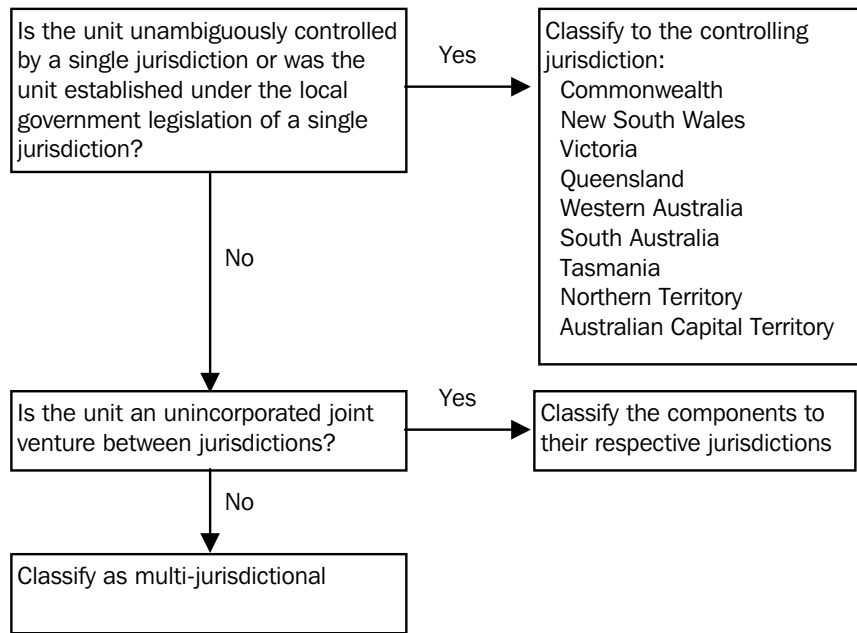 Is the unit unambiguously controlled
by a single jurisdiction or was the
unit established under the local
government legislation of a single
jurisdiction?
Yes
Classify to the controlling
jurisdiction:
Commonwealth
New South Wales
Victoria
Queensland
Western Australia
South Australia
Tasmania
Northern Territory
Australian Capital Territory
No
Is the unit an unincorporated joint
venture between jurisdictions?
Yes
Classify the components to
their respective jurisdictions
No
Classify as multi-jurisdictional